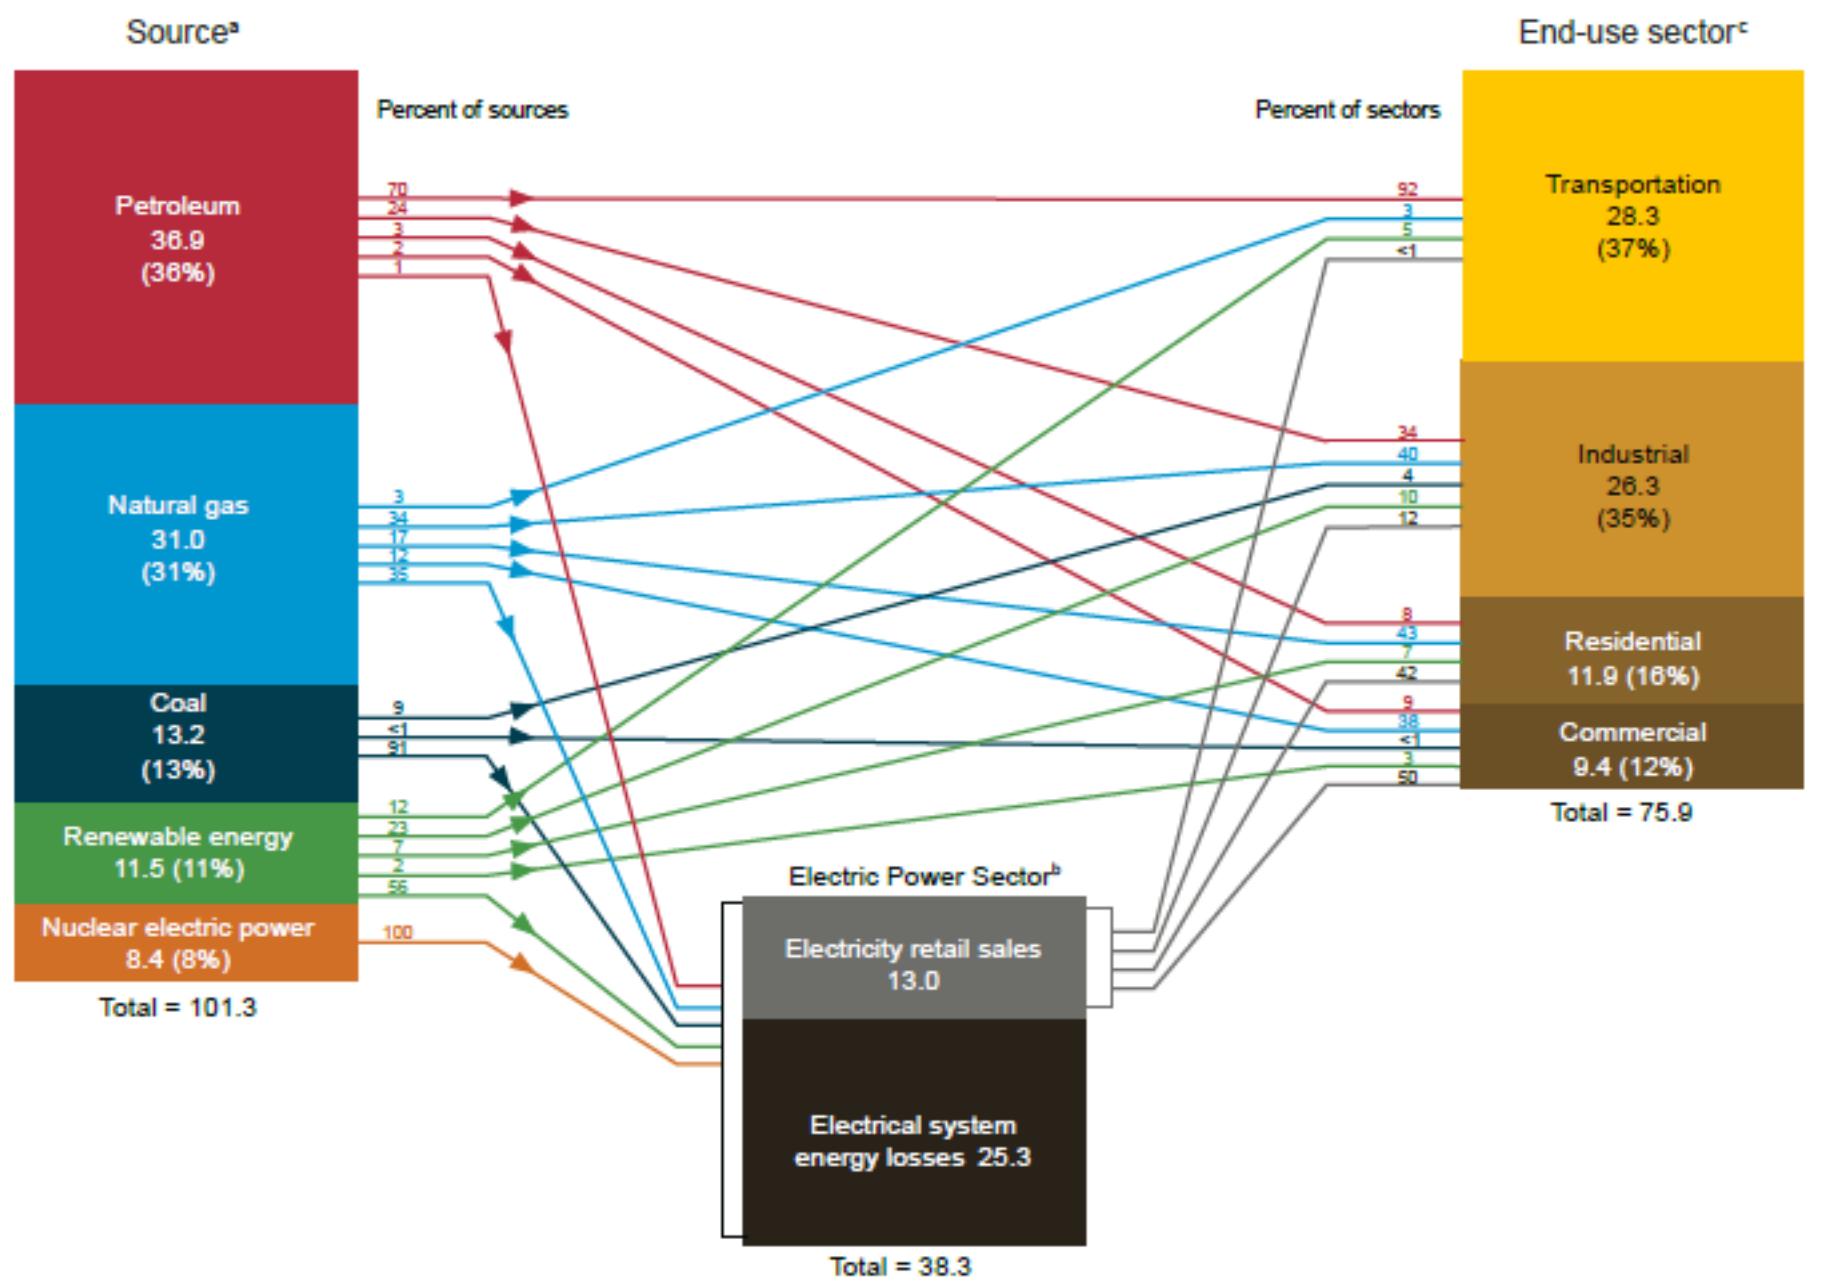 Sourceᵃ
End-use sectorᶜ
Percent of sources
Percent of sectors
Petroleum
36.9
(36%)
70
24
3
2
1
Natural gas
31.0
(31%)
3
34
17
12
35
Coal
13.2
(13%)
9
<1
91
Renewable energy
11.5 (11%)
12
23
7
2
56
Nuclear electric power
8.4 (8%)
100
Total = 101.3
Electric Power Sectorᵇ
Electricity retail sales
13.0
Electrical system
energy losses 25.3
Total = 38.3
92
3
5
<1
Transportation
28.3
(37%)
34
40
4
10
12
Industrial
26.3
(35%)
8
43
7
42
Residential
11.9 (16%)
9
38
<1
3
50
Commercial
9.4 (12%)
Total = 75.9